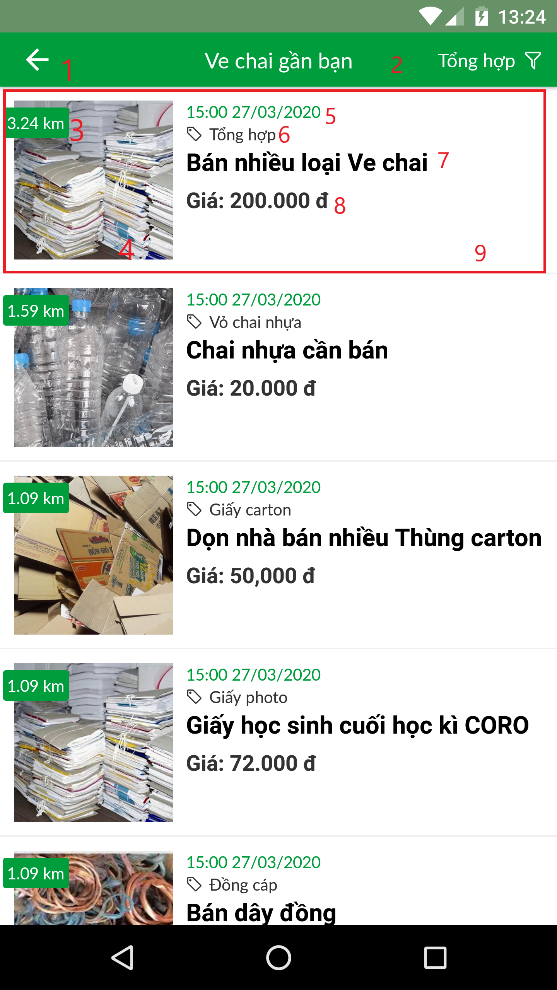 13:24
1 Ve chai gần bạn 2 Tổng hợp
15:00 27/03/2020 5
3.24 km 3
Tổng hợp 6
Bán nhiều loại Ve chai 7
Giá: 200.000 đ 8
4 9
15:00 27/03/2020
1.59 km
Vỏ chai nhựa
Chai nhựa cần bán
Giá: 20.000 đ
15:00 27/03/2020
1.09 km
Giấy carton
Dọn nhà bán nhiều Thùng carton
Giá: 50,000 đ
15:00 27/03/2020
1.09 km
Giấy photo
Giấy học sinh cuối học kì CORO
Giá: 72.000 đ
15:00 27/03/2020
1.09 km
Đồng cáp
Bán dây đồng